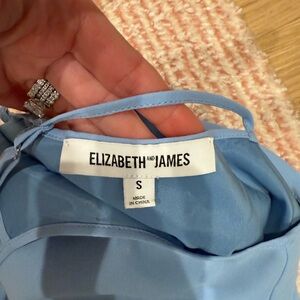 ELIZABETH AND JAMES
S
MADE
IN CHINA